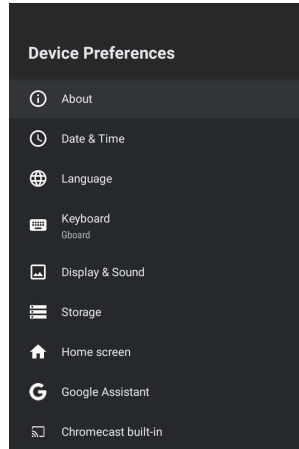 Device Preferences
About
Date & Time
Language
Keyboard
Gboard
Display & Sound
Storage
Home screen
Google Assistant
Chromecast built-in